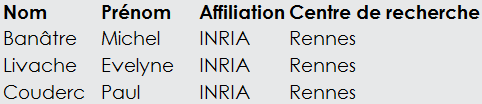 Nom Prénom Affiliation Centre de recherche
Banâtre Michel INRIA Rennes
Livache Evelyne INRIA Rennes
Couderc Paul INRIA Rennes